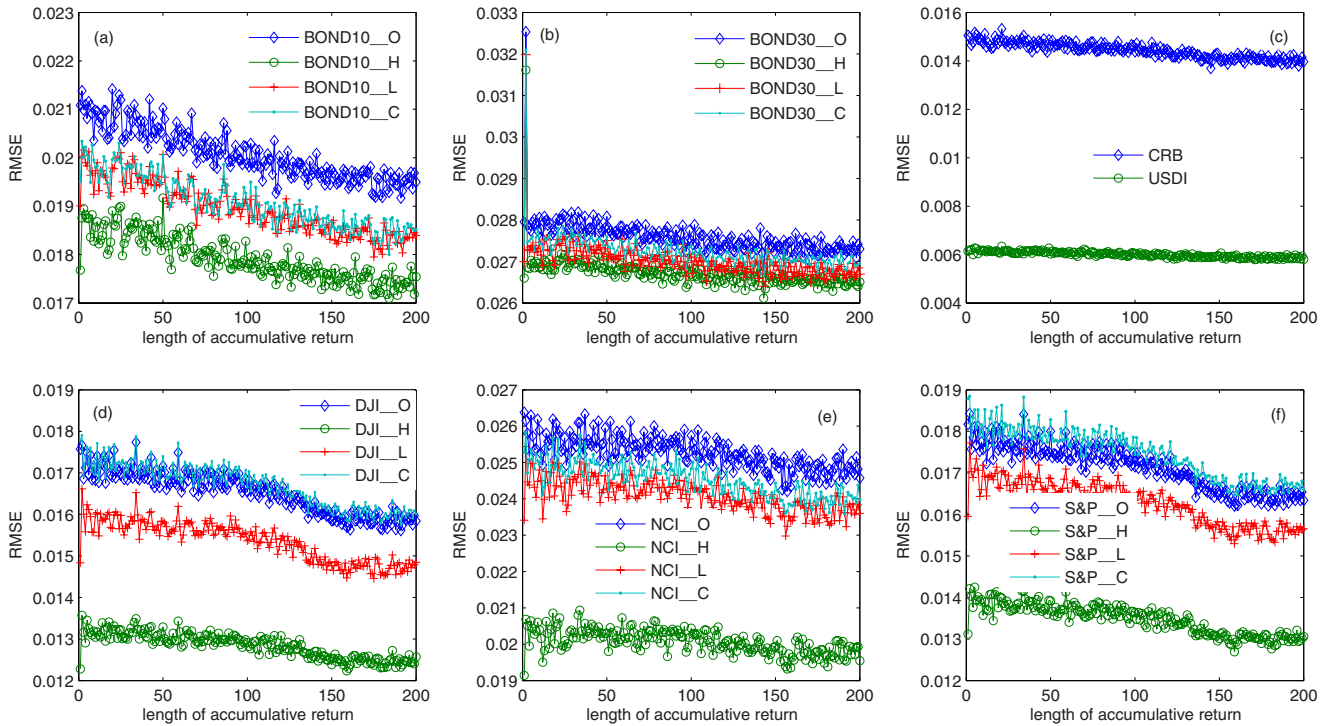 0.023
0.022
0.021
0.02
0.019
0.018
0.017
RMSE
(a)
BOND10__O
BOND10__H
BOND10__L
BOND10__C
0 50 100 150 200
length of accumulative return
0.033
0.032
0.031
0.03
0.029
0.028
0.027
0.026
RMSE
(b)
BOND30__O
BOND30__H
BOND30__L
BOND30__C
0 50 100 150 200
length of accumulative return
0.016
0.014
0.012
0.01
0.008
0.006
0.004
RMSE
(c)
CRB
USDI
0 50 100 150 200
length of accumulative return
0.019
0.018
0.017
0.016
0.015
0.014
0.013
0.012
RMSE
(d)
DJI__O
DJI__H
DJI__L
DJI__C
0 50 100 150 200
length of accumulative return
0.027
0.026
0.025
0.024
0.023
0.022
0.021
0.02
0.019
RMSE
(e)
NCI__O
NCI__H
NCI__L
NCI__C
0 50 100 150 200
length of accumulative return
0.019
0.018
0.017
0.016
0.015
0.014
0.013
0.012
RMSE
(f)
S&P__O
S&P__H
S&P__L
S&P__C
0 50 100 150 200
length of accumulative return